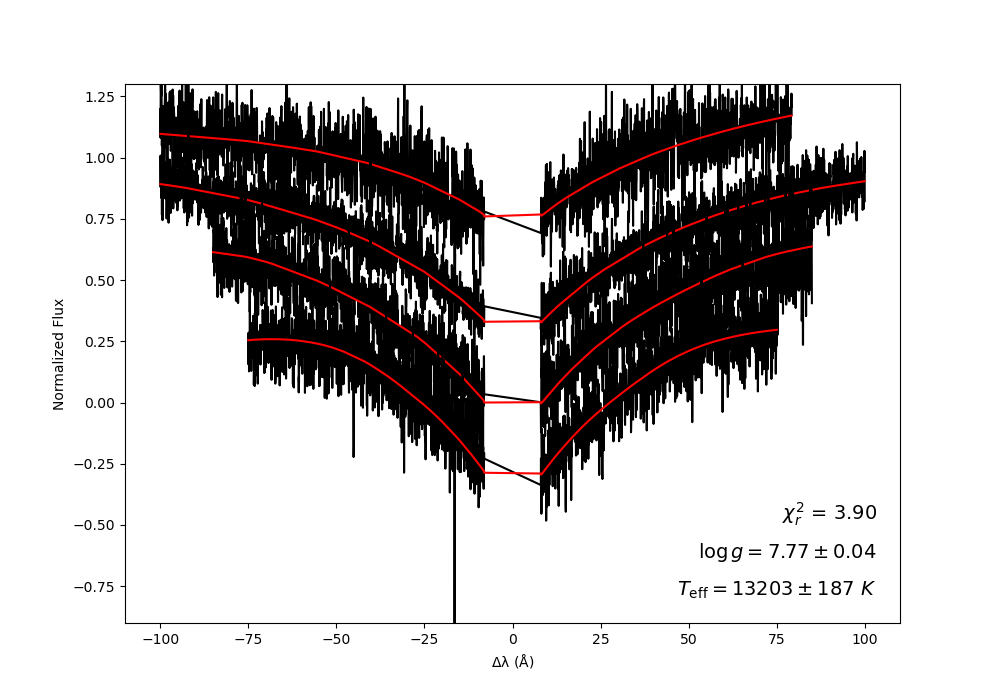 1.25
1.00
0.75
0.50
0.25
0.00
−0.25
−0.50
−0.75
Normalized Flux
χ²ᵣ = 3.90
log g = 7.77 ± 0.04
T_eff = 13203 ± 187 K
−100 −75 −50 −25 0 25 50 75 100
Δλ (Å)